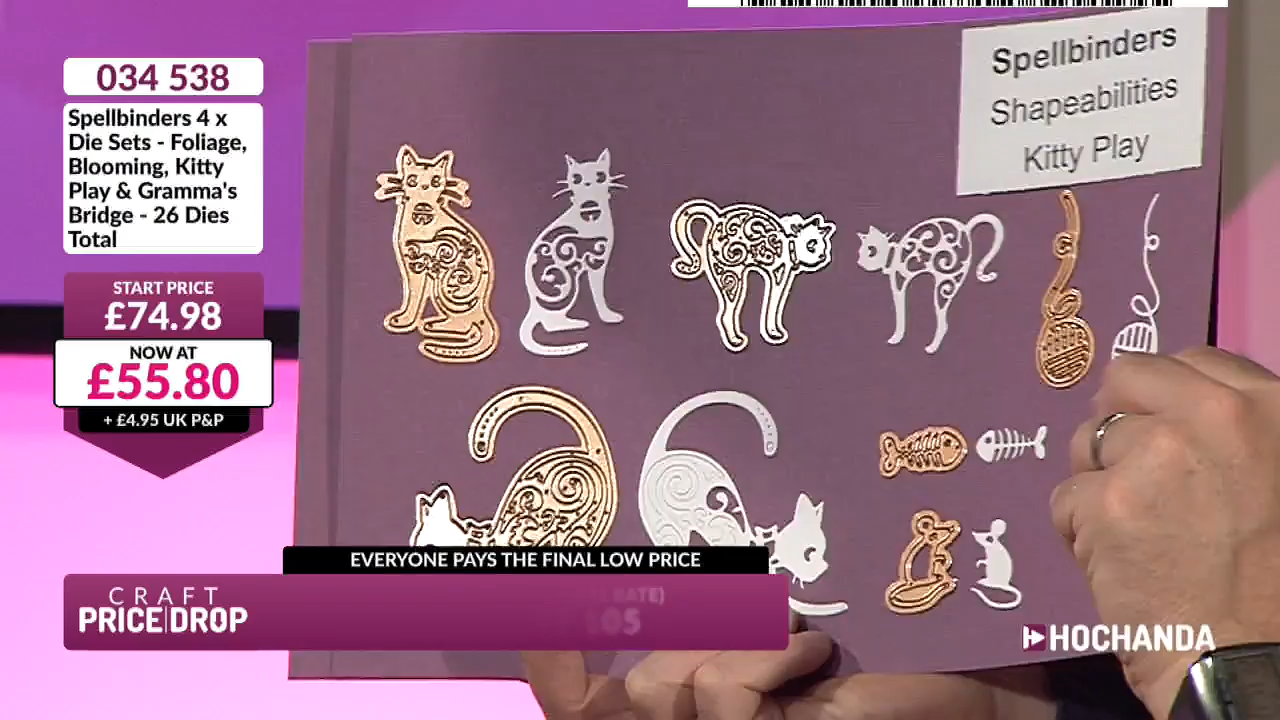 034 538
Spellbinders 4 x
Die Sets - Foliage,
Blooming, Kitty
Play & Gramma's
Bridge - 26 Dies
Total
START PRICE
£74.98
NOW AT
£55.80
+ £4.95 UK P&P
Spellbinders
Shapeabilities
Kitty Play
EVERYONE PAYS THE FINAL LOW PRICE
CRAFT
PRICE DROP
HOCHANDA